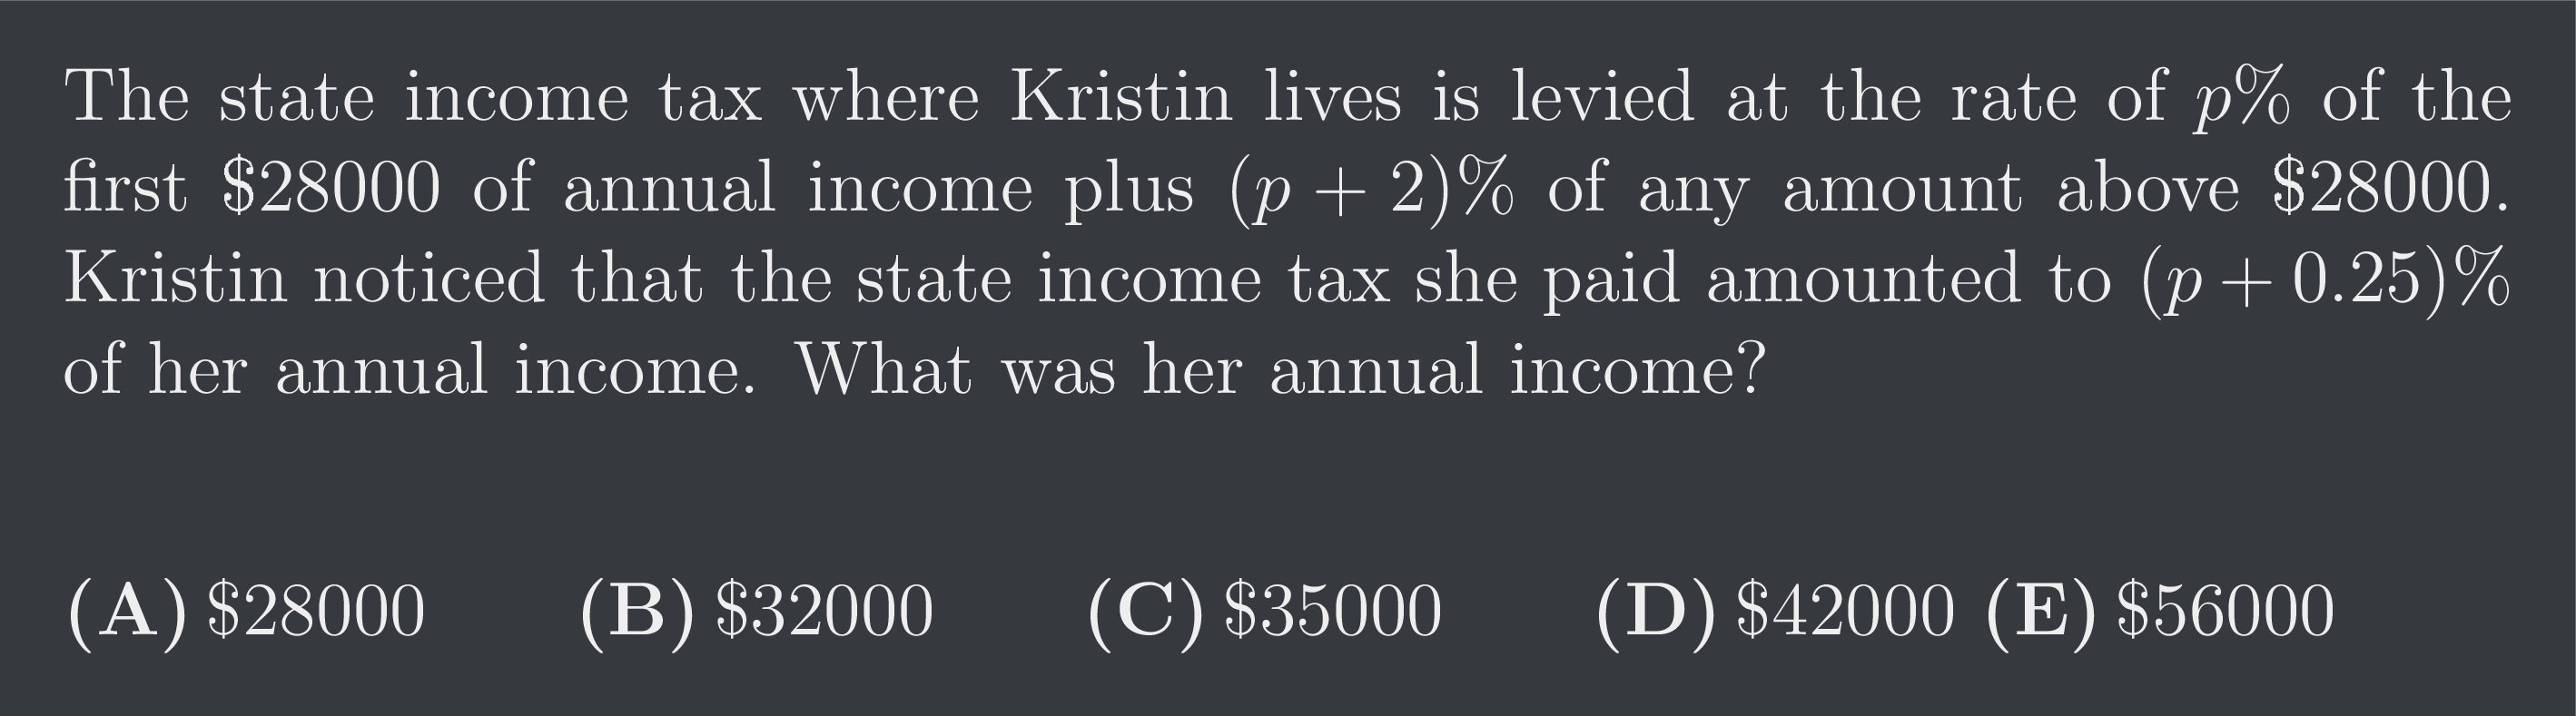 The state income tax where Kristin lives is levied at the rate of p% of the
first $28000 of annual income plus (p + 2)% of any amount above $28000.
Kristin noticed that the state income tax she paid amounted to (p + 0.25)%
of her annual income. What was her annual income?
(A) $28000 (B) $32000 (C) $35000 (D) $42000 (E) $56000